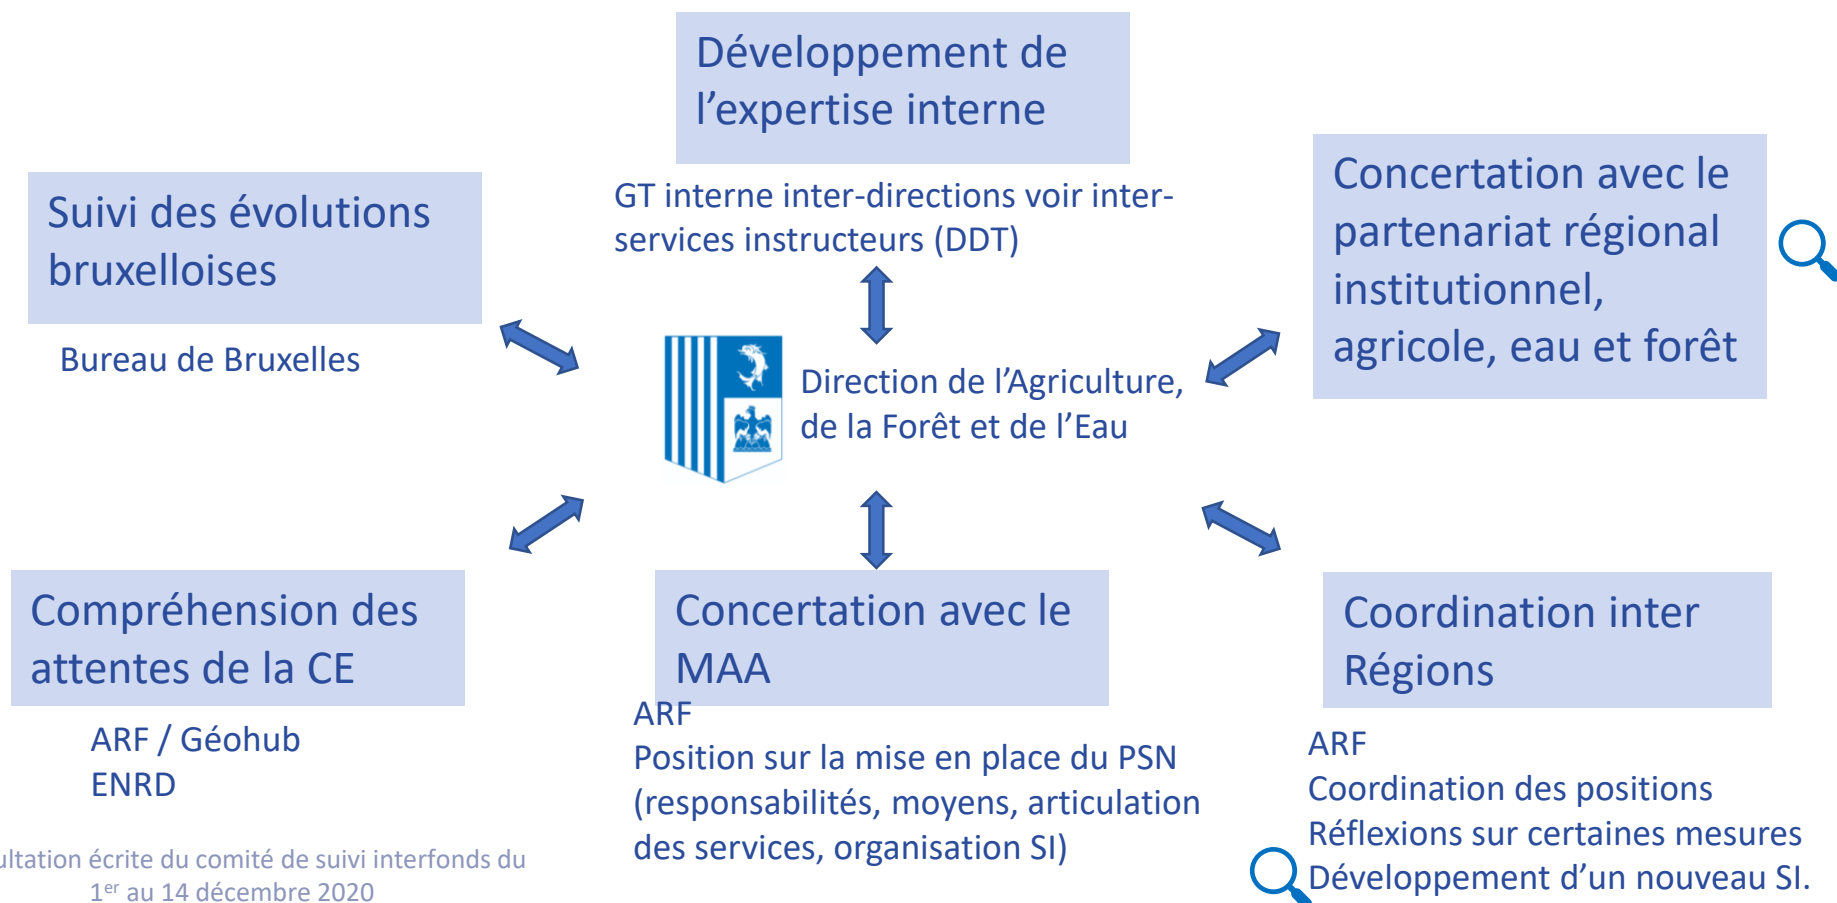 Développement de
l’expertise interne
GT interne inter-directions voir inter-
services instructeurs (DDT)
Suivi des évolutions
bruxelloises
Bureau de Bruxelles
Concertation avec le
partenariat régional
institutionnel,
agricole, eau et forêt
Direction de l’Agriculture,
de la Forêt et de l’Eau
Compréhension des
attentes de la CE
ARF / Géohub
ENRD
Concertation avec le
MAA
ARF
Position sur la mise en place du PSN
(responsabilités, moyens, articulation
des services, organisation SI)
Coordination inter
Régions
ARF
Coordination des positions
Réflexions sur certaines mesures
Développement d’un nouveau SI.
ultation écrite du comité de suivi interfonds du
1er au 14 décembre 2020